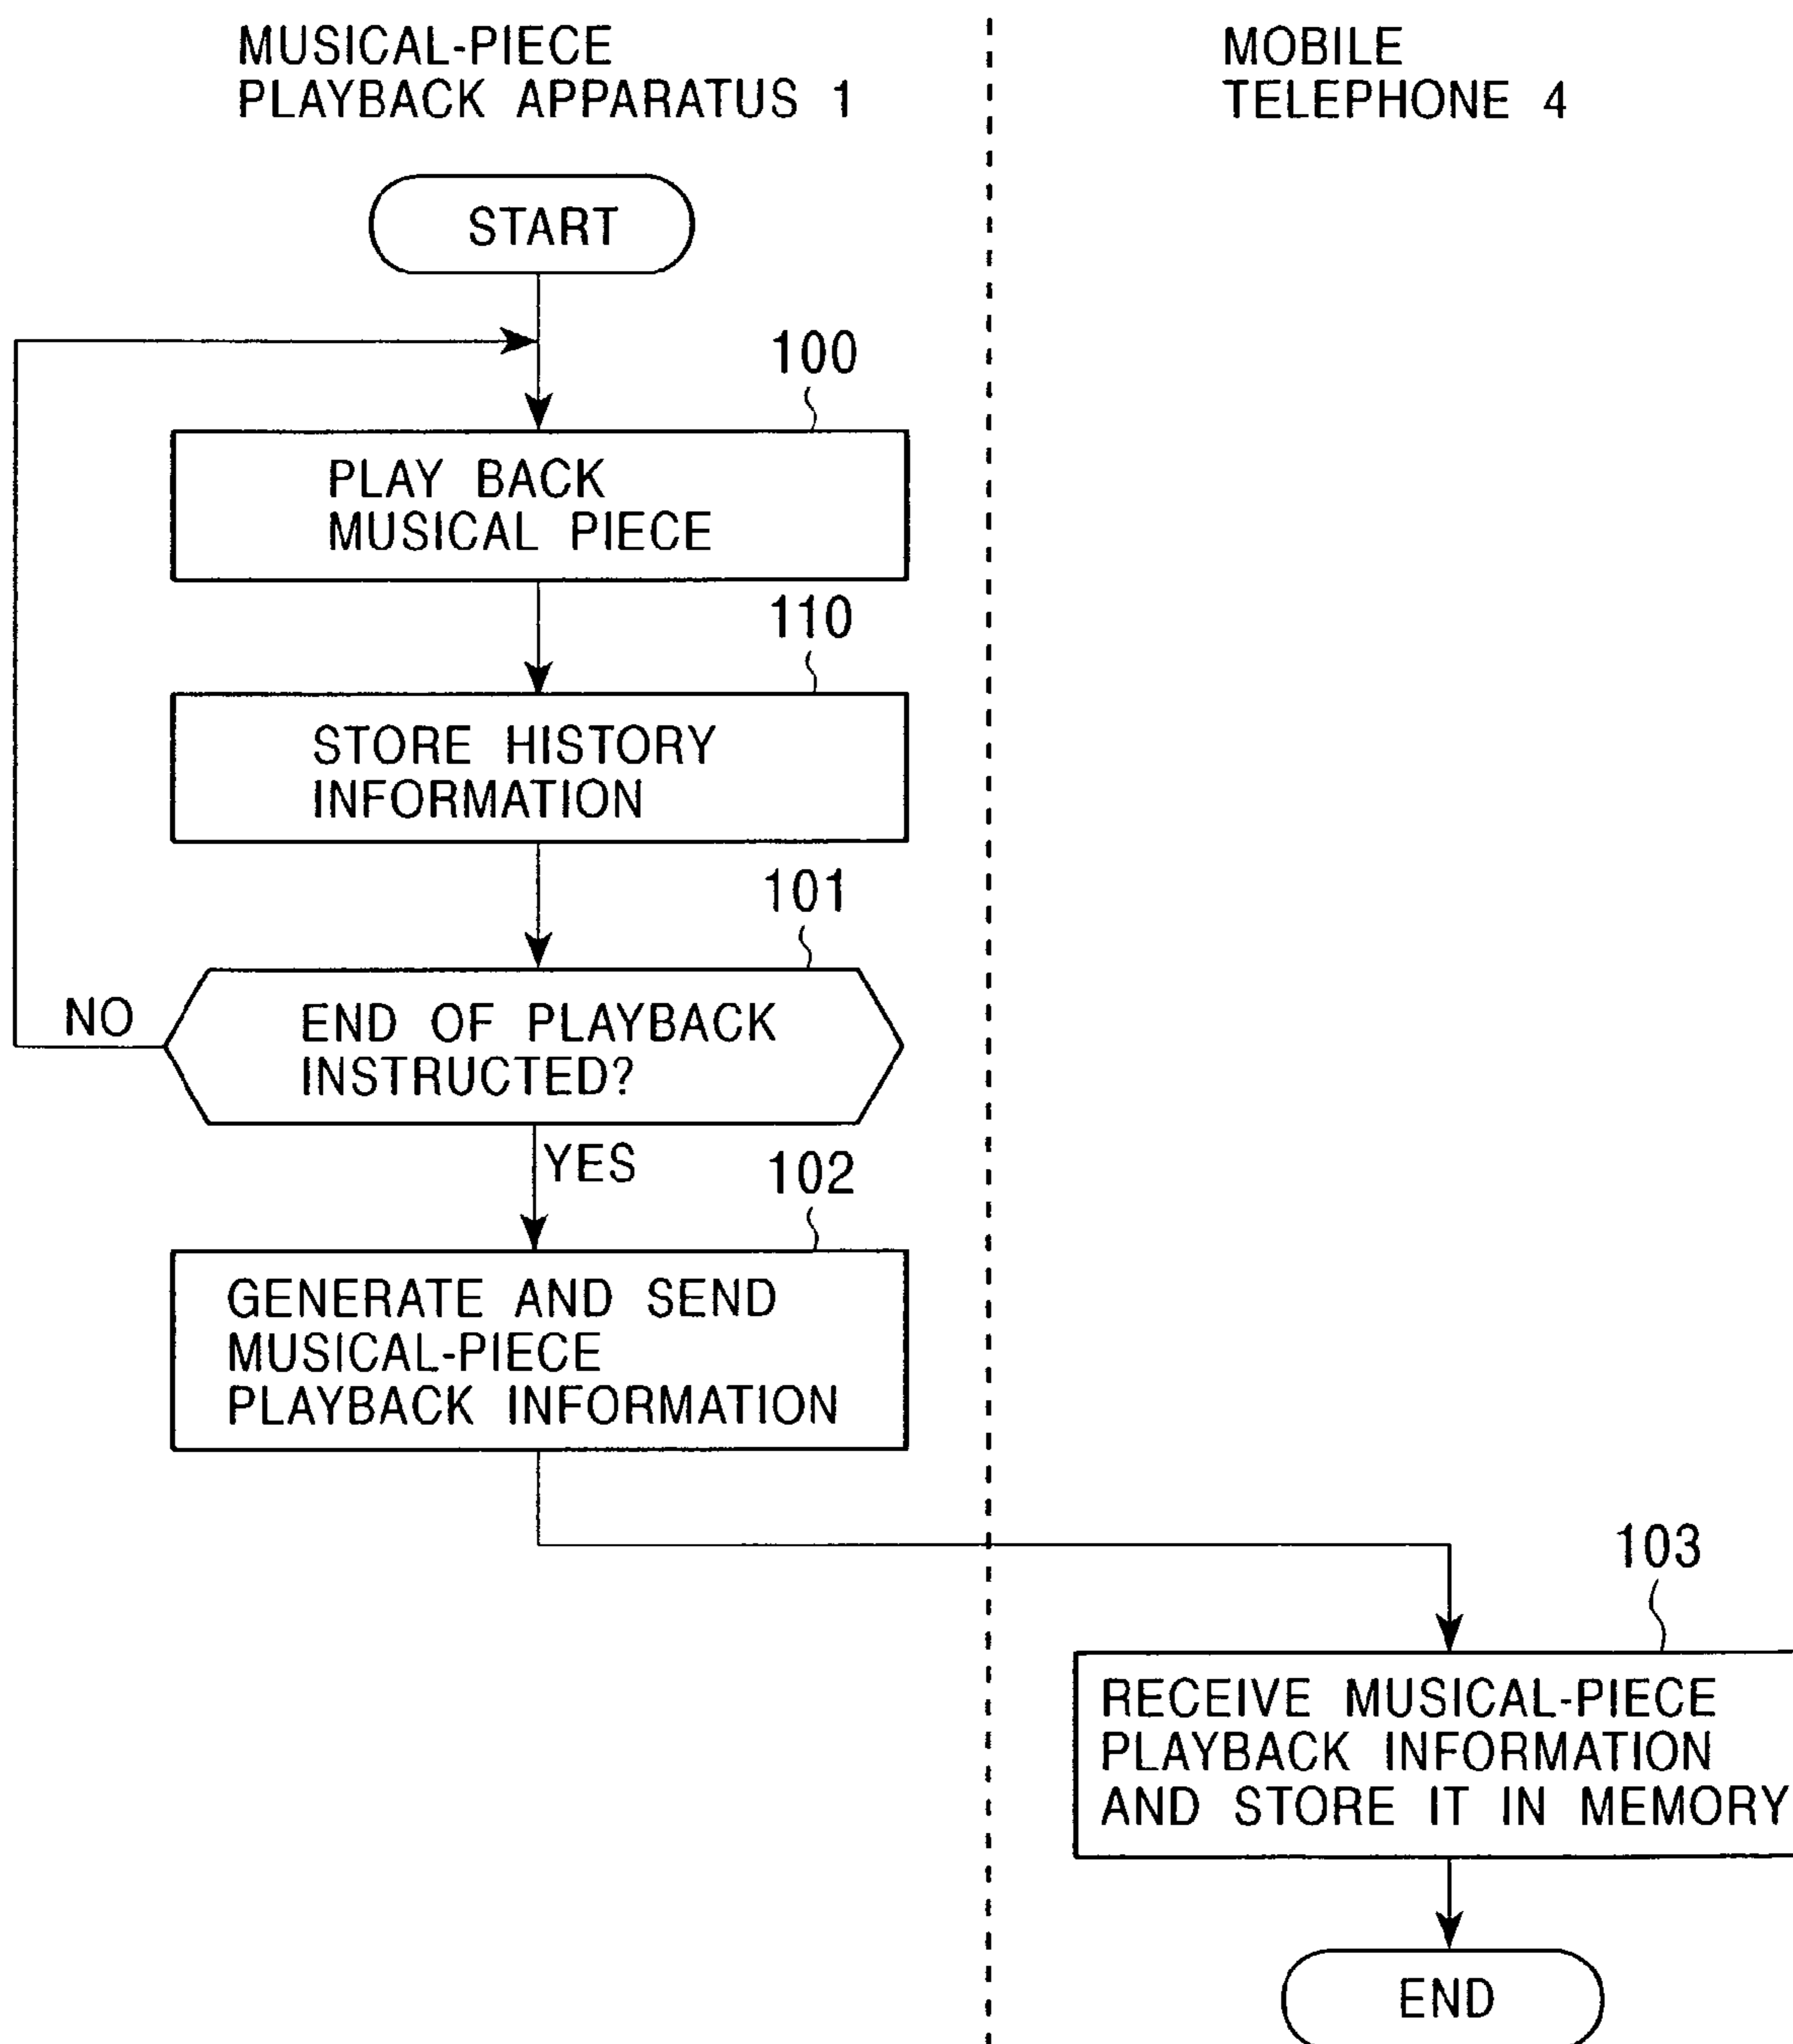 MUSICAL-PIECE
PLAYBACK APPARATUS 1
MOBILE
TELEPHONE 4
START
100
PLAY BACK
MUSICAL PIECE
110
STORE HISTORY
INFORMATION
101
NO
END OF PLAYBACK
INSTRUCTED?
YES
102
GENERATE AND SEND
MUSICAL-PIECE
PLAYBACK INFORMATION
103
RECEIVE MUSICAL-PIECE
PLAYBACK INFORMATION
AND STORE IT IN MEMORY
END